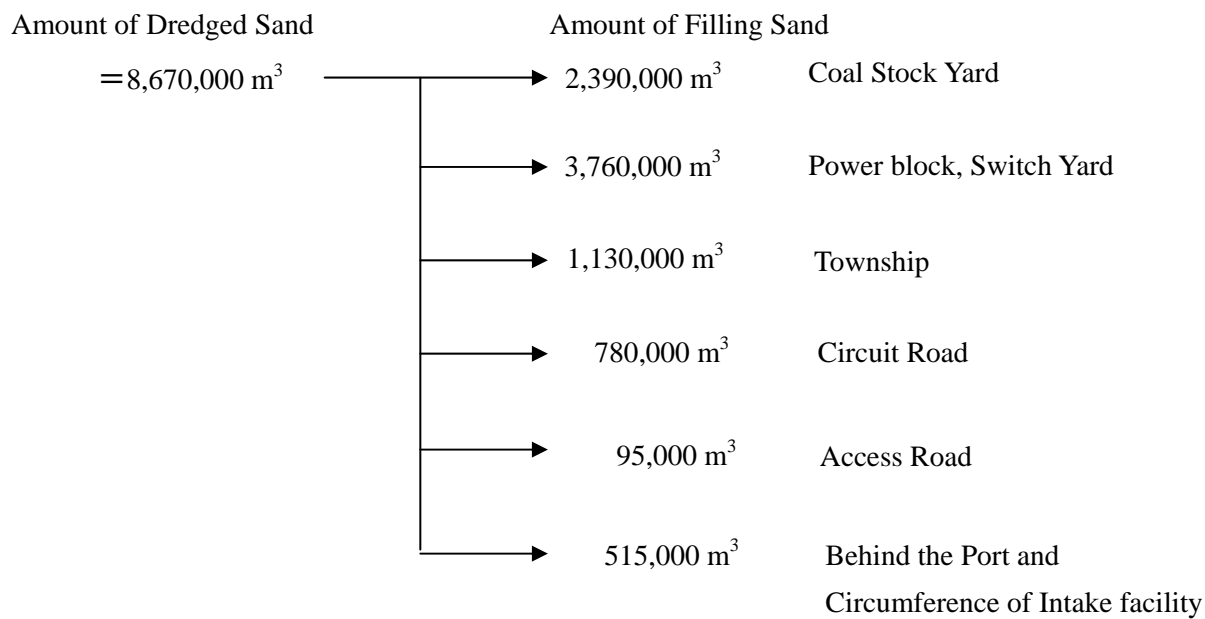 Amount of Dredged Sand Amount of Filling Sand
＝8,670,000 m³ 2,390,000 m³ Coal Stock Yard
3,760,000 m³ Power block, Switch Yard
1,130,000 m³ Township
780,000 m³ Circuit Road
95,000 m³ Access Road
515,000 m³ Behind the Port and
Circumference of Intake facility